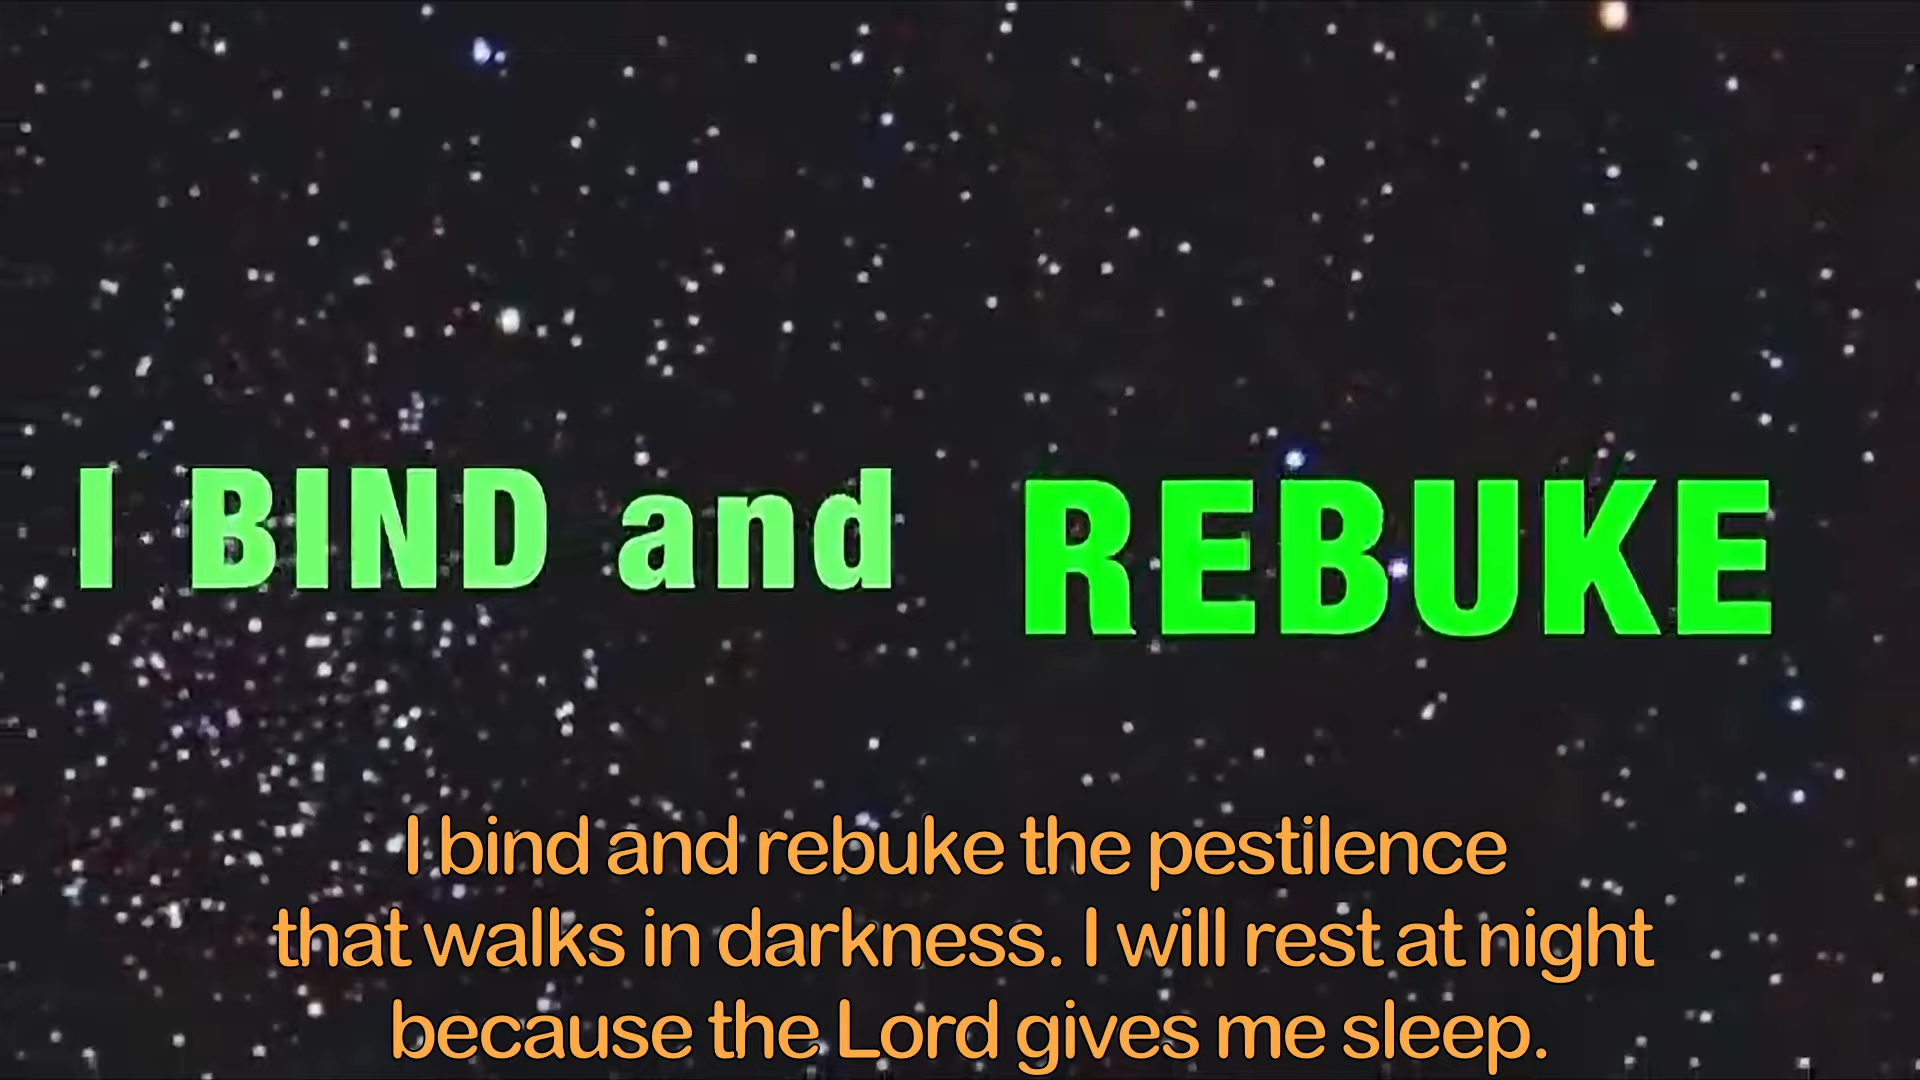 I BIND and REBUKE
I bind and rebuke the pestilence
that walks in darkness. I will rest at night
because the Lord gives me sleep.